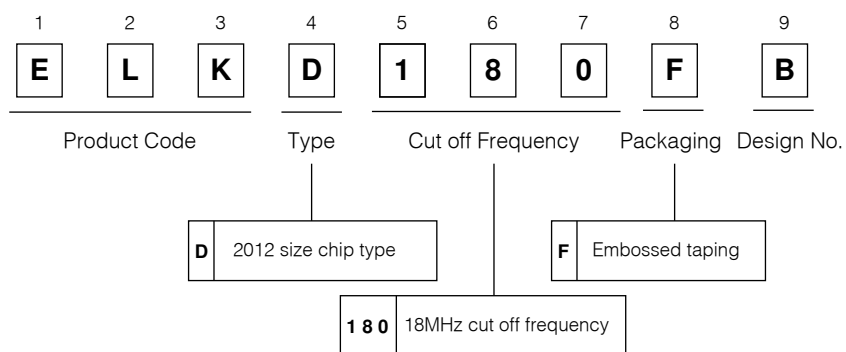 1 2 3 4 5 6 7 8 9
E L K D 1 8 0 F B
Product Code Type Cut off Frequency Packaging Design No.
D 2012 size chip type F Embossed taping
1 8 0 18MHz cut off frequency